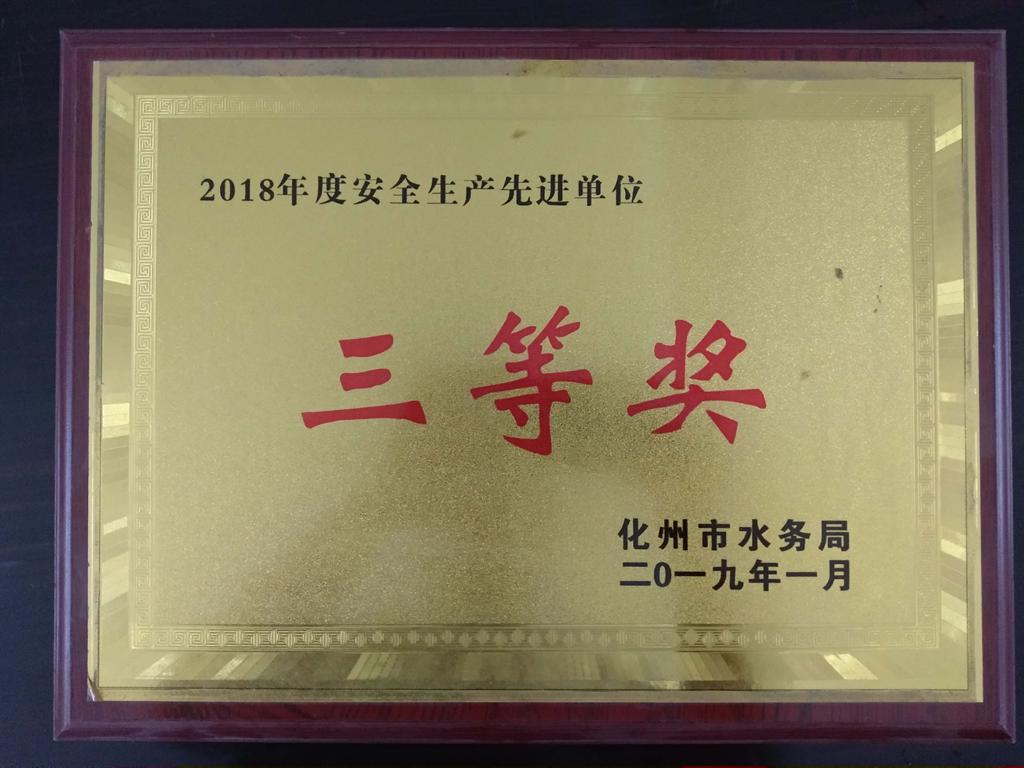 2018年度安全生产先进单位
三等奖
化州市水务局
二0一九年一月